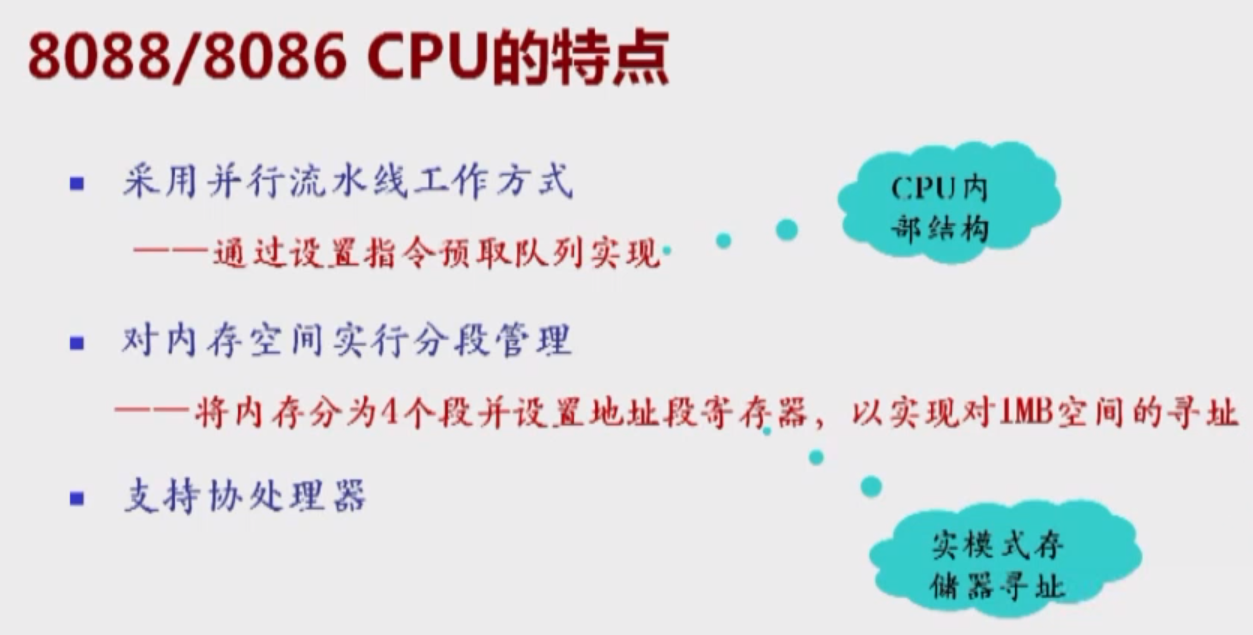 8088/8086 CPU的特点
采用并行流水线工作方式
——通过设置指令预取队列实现
CPU内
部结构
对内存空间实行分段管理
——将内存分为4个段并设置地址段寄存器，以实现对1MB空间的寻址
支持协处理器
实模式存
储器寻址